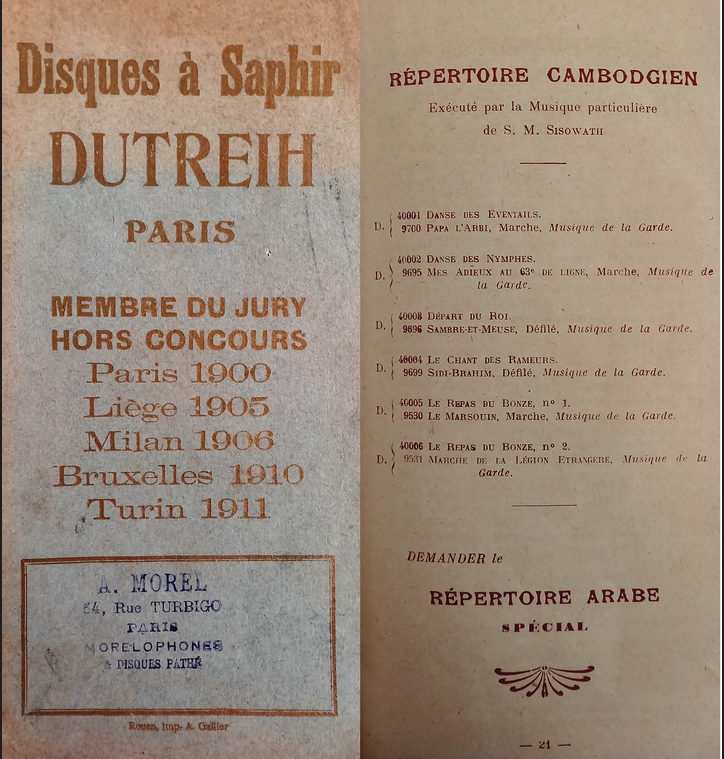 Disques à Saphir
DUTREIH
PARIS
MEMBRE DU JURY
HORS CONCOURS
Paris 1900
Liège 1905
Milan 1906
Bruxelles 1910
Turin 1911
A. MOREL
54, Rue TURBIGO
PARIS
MORELOPHONES
& DISQUES PATHÉ
Rouen, Imp. A. Gallier
RÉPERTOIRE CAMBODGIEN
Exécuté par la Musique particulière
de S. M. SISOWATH
40001 DANSE DES EVENTAILS.
D. 9700 PAPA L'ARBI, Marche, Musique de la Garde.
40002 DANSE DES NYMPHES.
D. 9695 MES ADIEUX AU 63e DE LIGNE, Marche, Musique de
la Garde.
40003 DÉPART DU ROI.
D. 9696 SAMBRE-ET-MEUSE, Défilé, Musique de la Garde.
40004 LE CHANT DES RAMEURS.
D. 9699 SIDI-BRAHIM, Défilé, Musique de la Garde.
40005 LE REPAS DU BONZE, nº 1.
D. 9530 LE MARSOUIN, Marche, Musique de la Garde.
40006 LE REPAS DU BONZE, nº 2.
D. 9531 MARCHE DE LA LÉGION ETRANGÈRE, Musique de la
Garde.
DEMANDER le
RÉPERTOIRE ARABE
SPÉCIAL
— 21 —